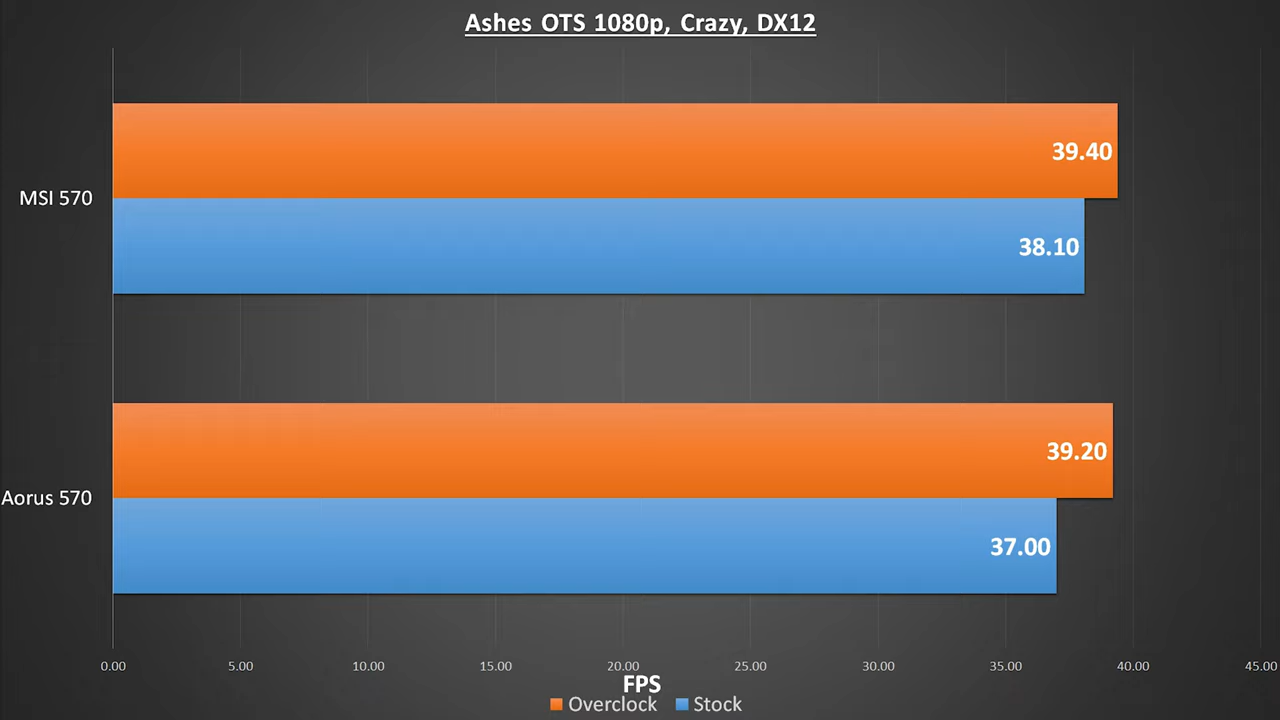 Ashes OTS 1080p, Crazy, DX12
MSI 570
39.40
38.10
Aorus 570
39.20
37.00
0.00 5.00 10.00 15.00 20.00 25.00 30.00 35.00 40.00 45.00
FPS
Overclock Stock